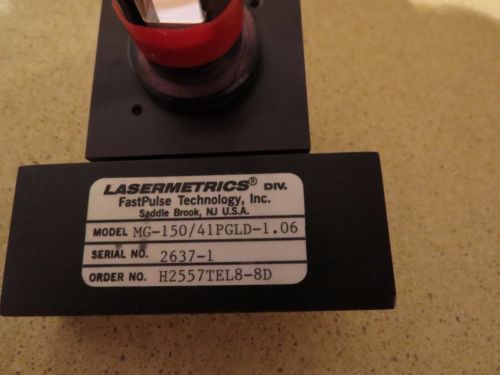 LASERMETRICS® DIV.
FastPulse Technology, Inc.
Saddle Brook, NJ U.S.A.
MODEL MG-150/41PGLD-1.06
SERIAL NO. 2637-1
ORDER NO. H2557TEL8-8D